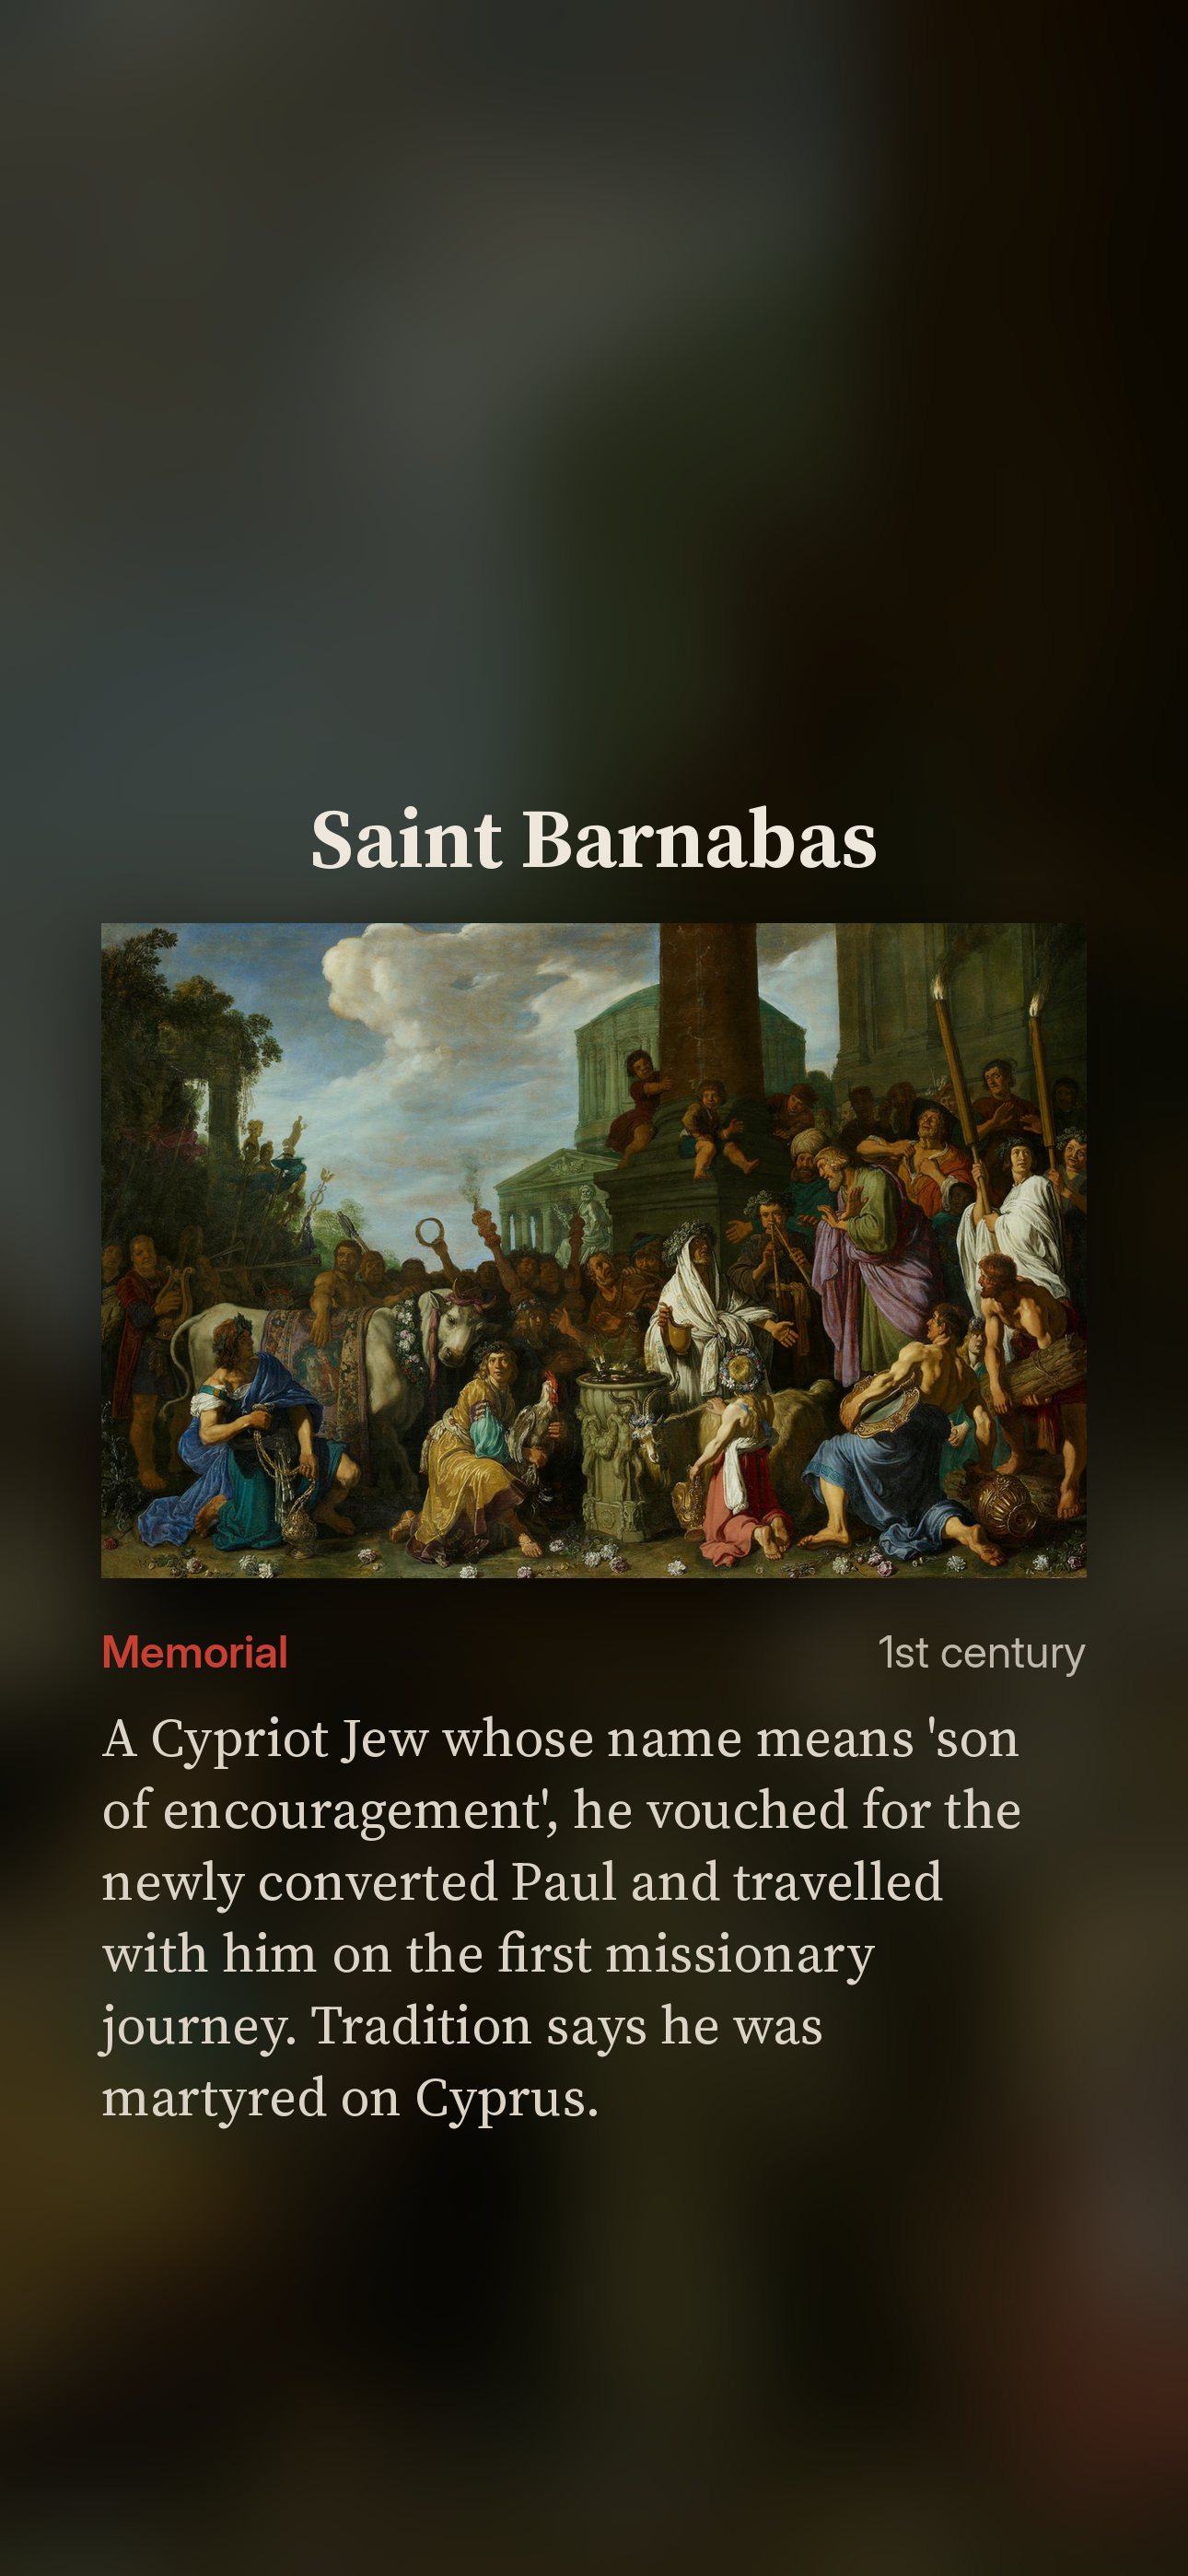 Saint Barnabas
Memorial
1st century
A Cypriot Jew whose name means 'son
of encouragement', he vouched for the
newly converted Paul and travelled
with him on the first missionary
journey. Tradition says he was
martyred on Cyprus.